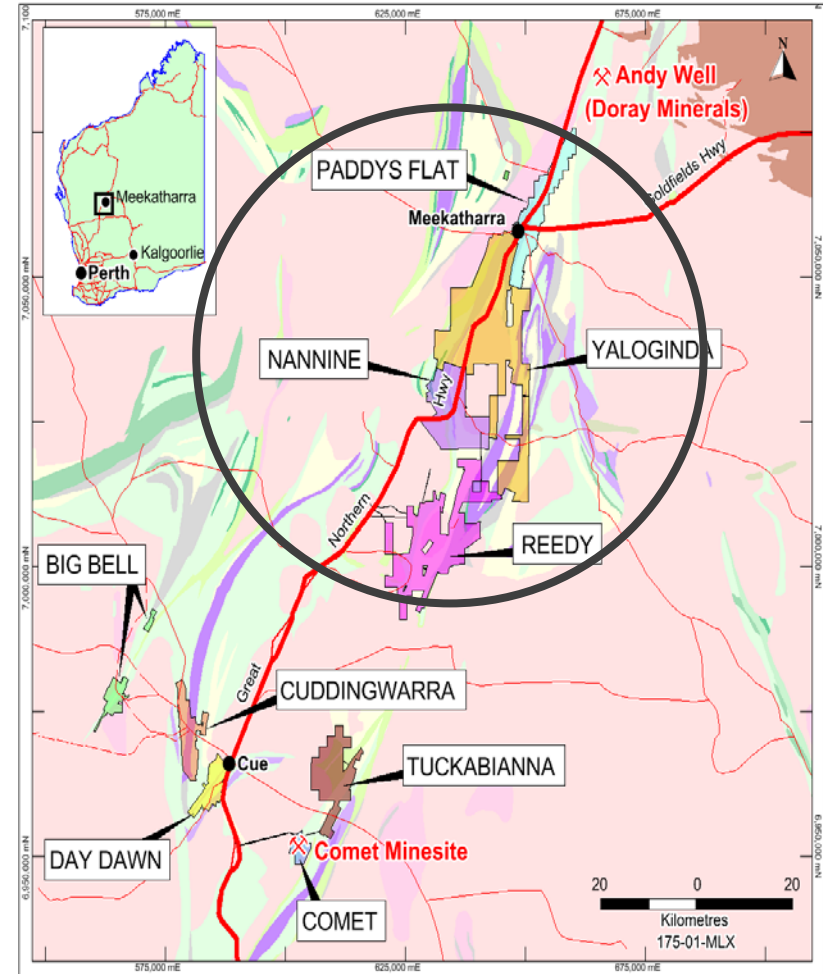 575,000 mE
625,000 mE
675,000 mE
7,100
N
Andy Well
(Doray Minerals)
PADDYS FLAT
Goldfields Hwy
Meekatharra
Meekatharra
Kalgoorlie
Perth
7,050,000 mN
7,050,000 mN
NANNINE
Hwy
YALOGINDA
Northern
REEDY
BIG BELL
7,000,000 mN
7,000,000 mN
Great
CUDDINGWARRA
Cue
TUCKABIANNA
DAY DAWN
Comet Minesite
6,950,000 mN
6,950,000 mN
COMET
20 0 20
Kilometres
175-01-MLX
575,000 mE
625,000 mE
675,000 mE